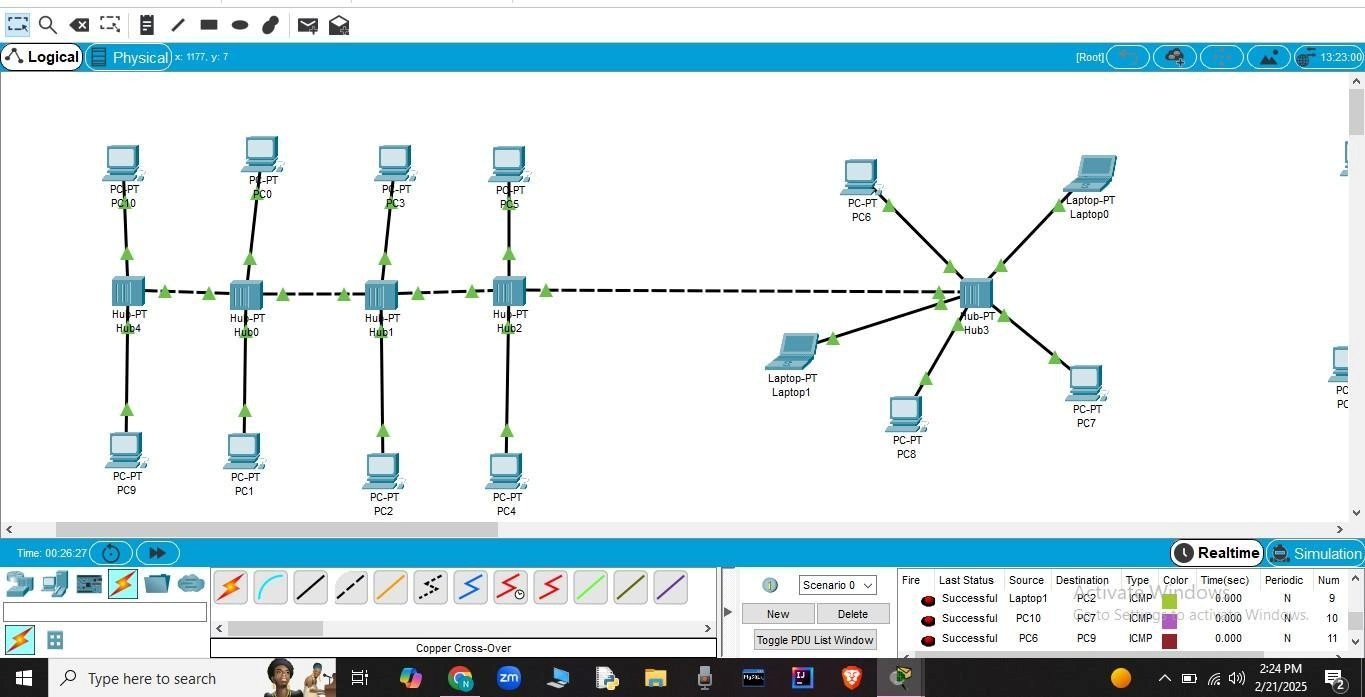 Logical
Physical
x: 1177, y: 7
[Root]
13:23:00
PC-PT
PC10
PC-PT
PC0
PC-PT
PC3
PC-PT
PC5
PC-PT
PC6
Laptop-PT
Laptop0
Hub-PT
Hub4
Hub-PT
Hub0
Hub-PT
Hub1
Hub-PT
Hub2
Hub-PT
Hub3
Laptop-PT
Laptop1
PC-PT
PC7
PC-PT
PC8
PC-PT
PC9
PC-PT
PC1
PC-PT
PC2
PC-PT
PC4
PC
Time: 00:26:27
Realtime
Simulation
Scenario 0
New
Delete
Toggle PDU List Window
Copper Cross-Over
Fire Last Status Source Destination Type Color Time(sec) Periodic Num
Successful Laptop1 PC2 ICMP 0.000 N 9
Successful PC10 PC7 ICMP 0.000 N 10
Successful PC6 PC9 ICMP 0.000 N 11
Activate Windows
Go to Settings to activate Windows.
Type here to search
zm
MySQL
2:24 PM
2/21/2025
2